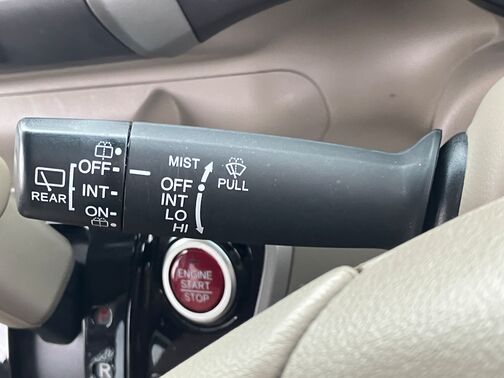 OFF
INT
ON
REAR
MIST
OFF
INT
LO
HI
PULL
ENGINE
START
STOP
R